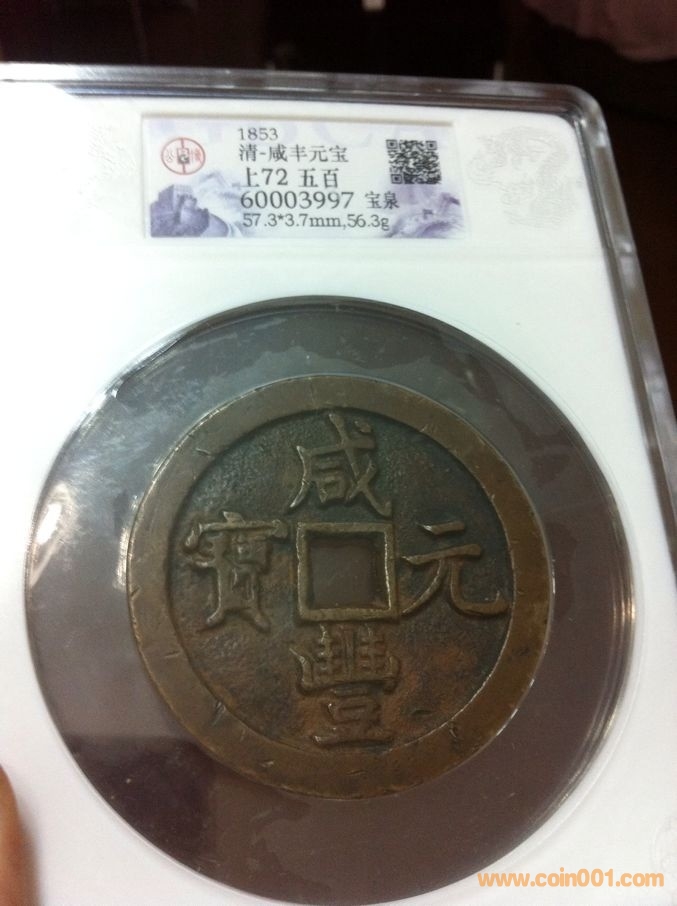 1853
清-咸丰元宝
上72 五百
60003997 宝泉
57.3*3.7mm,56.3g
咸
寶 元
豐
www.coin001.com